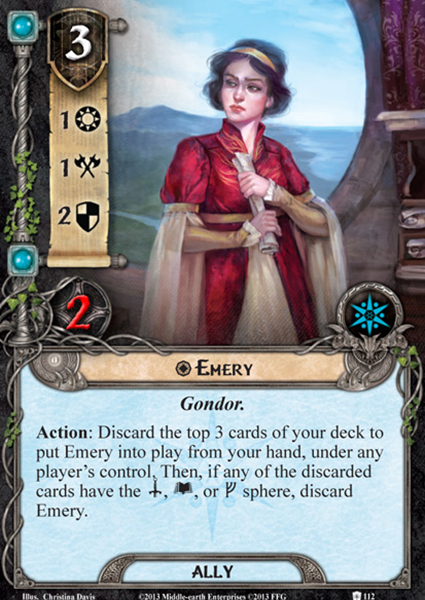 3
1
1
2
2
EMERY
Gondor.
Action: Discard the top 3 cards of your deck to
put Emery into play from your hand, under any
player's control. Then, if any of the discarded
cards have the , , or sphere, discard
Emery.
ALLY
Illus. Christina Davis ©2013 Middle-earth Enterprises ©2013 FFG 112